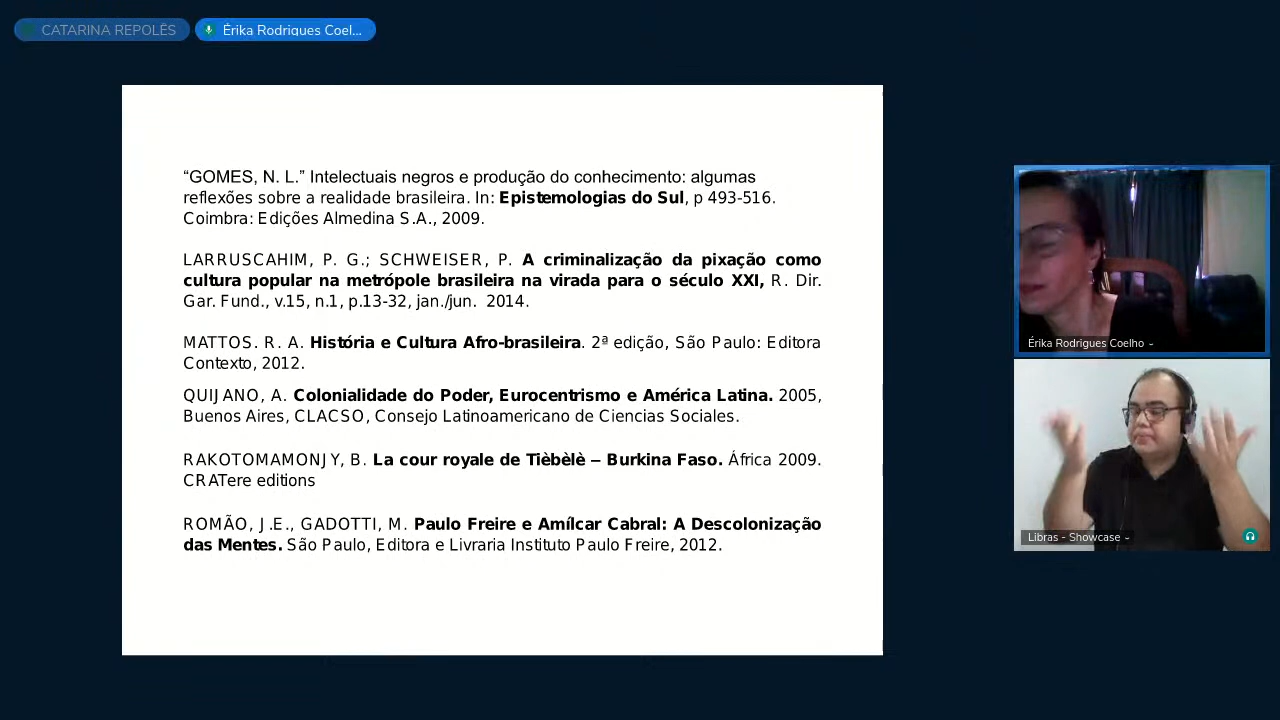 CATARINA REPOLÊS
Érika Rodrigues Coel...
“GOMES, N. L.” Intelectuais negros e produção do conhecimento: algumas
reflexões sobre a realidade brasileira. In: Epistemologias do Sul, p 493-516.
Coimbra: Edições Almedina S.A., 2009.
LARRUSCAHIM, P. G.; SCHWEISER, P. A criminalização da pixação como
cultura popular na metrópole brasileira na virada para o século XXI, R. Dir.
Gar. Fund., v.15, n.1, p.13-32, jan./jun. 2014.
MATTOS. R. A. História e Cultura Afro-brasileira. 2ª edição, São Paulo: Editora
Contexto, 2012.
QUIJANO, A. Colonialidade do Poder, Eurocentrismo e América Latina. 2005,
Buenos Aires, CLACSO, Consejo Latinoamericano de Ciencias Sociales.
RAKOTOMAMONJY, B. La cour royale de Tièbèlè – Burkina Faso. África 2009.
CRATere editions
ROMÃO, J.E., GADOTTI, M. Paulo Freire e Amílcar Cabral: A Descolonização
das Mentes. São Paulo, Editora e Livraria Instituto Paulo Freire, 2012.
Érika Rodrigues Coelho
Libras - Showcase